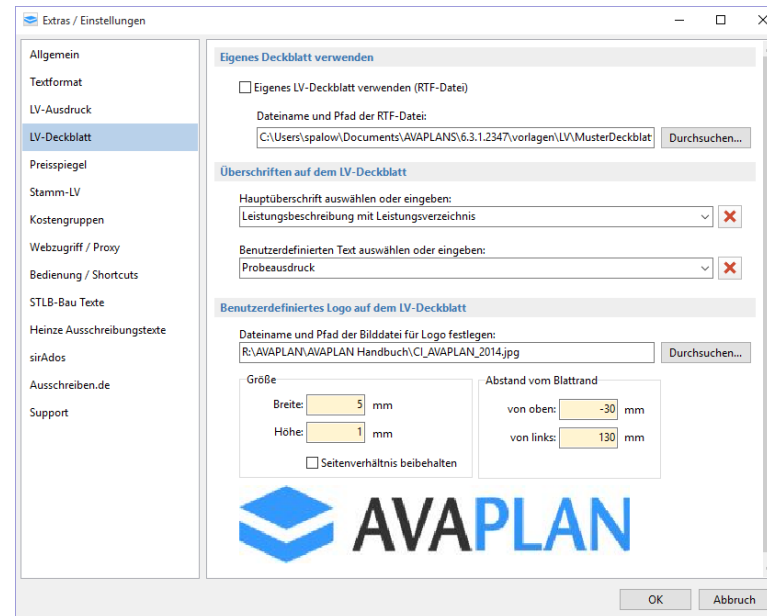 Extras / Einstellungen
Allgemein
Textformat
LV-Ausdruck
LV-Deckblatt
Preisspiegel
Stamm-LV
Kostengruppen
Webzugriff / Proxy
Bedienung / Shortcuts
STLB-Bau Texte
Heinze Ausschreibungstexte
sirAdos
Ausschreiben.de
Support
Eigenes Deckblatt verwenden
Eigenes LV-Deckblatt verwenden (RTF-Datei)
Dateiname und Pfad der RTF-Datei:
C:\Users\spalow\Documents\AVAPLANS\6.3.1.2347\vorlagen\LV\MusterDeckblat
Durchsuchen...
Überschriften auf dem LV-Deckblatt
Hauptüberschrift auswählen oder eingeben:
Leistungsbeschreibung mit Leistungsverzeichnis
Benutzerdefinierten Text auswählen oder eingeben:
Probeausdruck
Benutzerdefiniertes Logo auf dem LV-Deckblatt
Dateiname und Pfad der Bilddatei für Logo festlegen:
R:\AVAPLAN\AVAPLAN Handbuch\CI_AVAPLAN_2014.jpg
Durchsuchen...
Größe
Breite: 5 mm
Höhe: 1 mm
Seitenverhältnis beibehalten
Abstand vom Blattrand
von oben: -30 mm
von links: 130 mm
AVAPLAN
OK
Abbruch